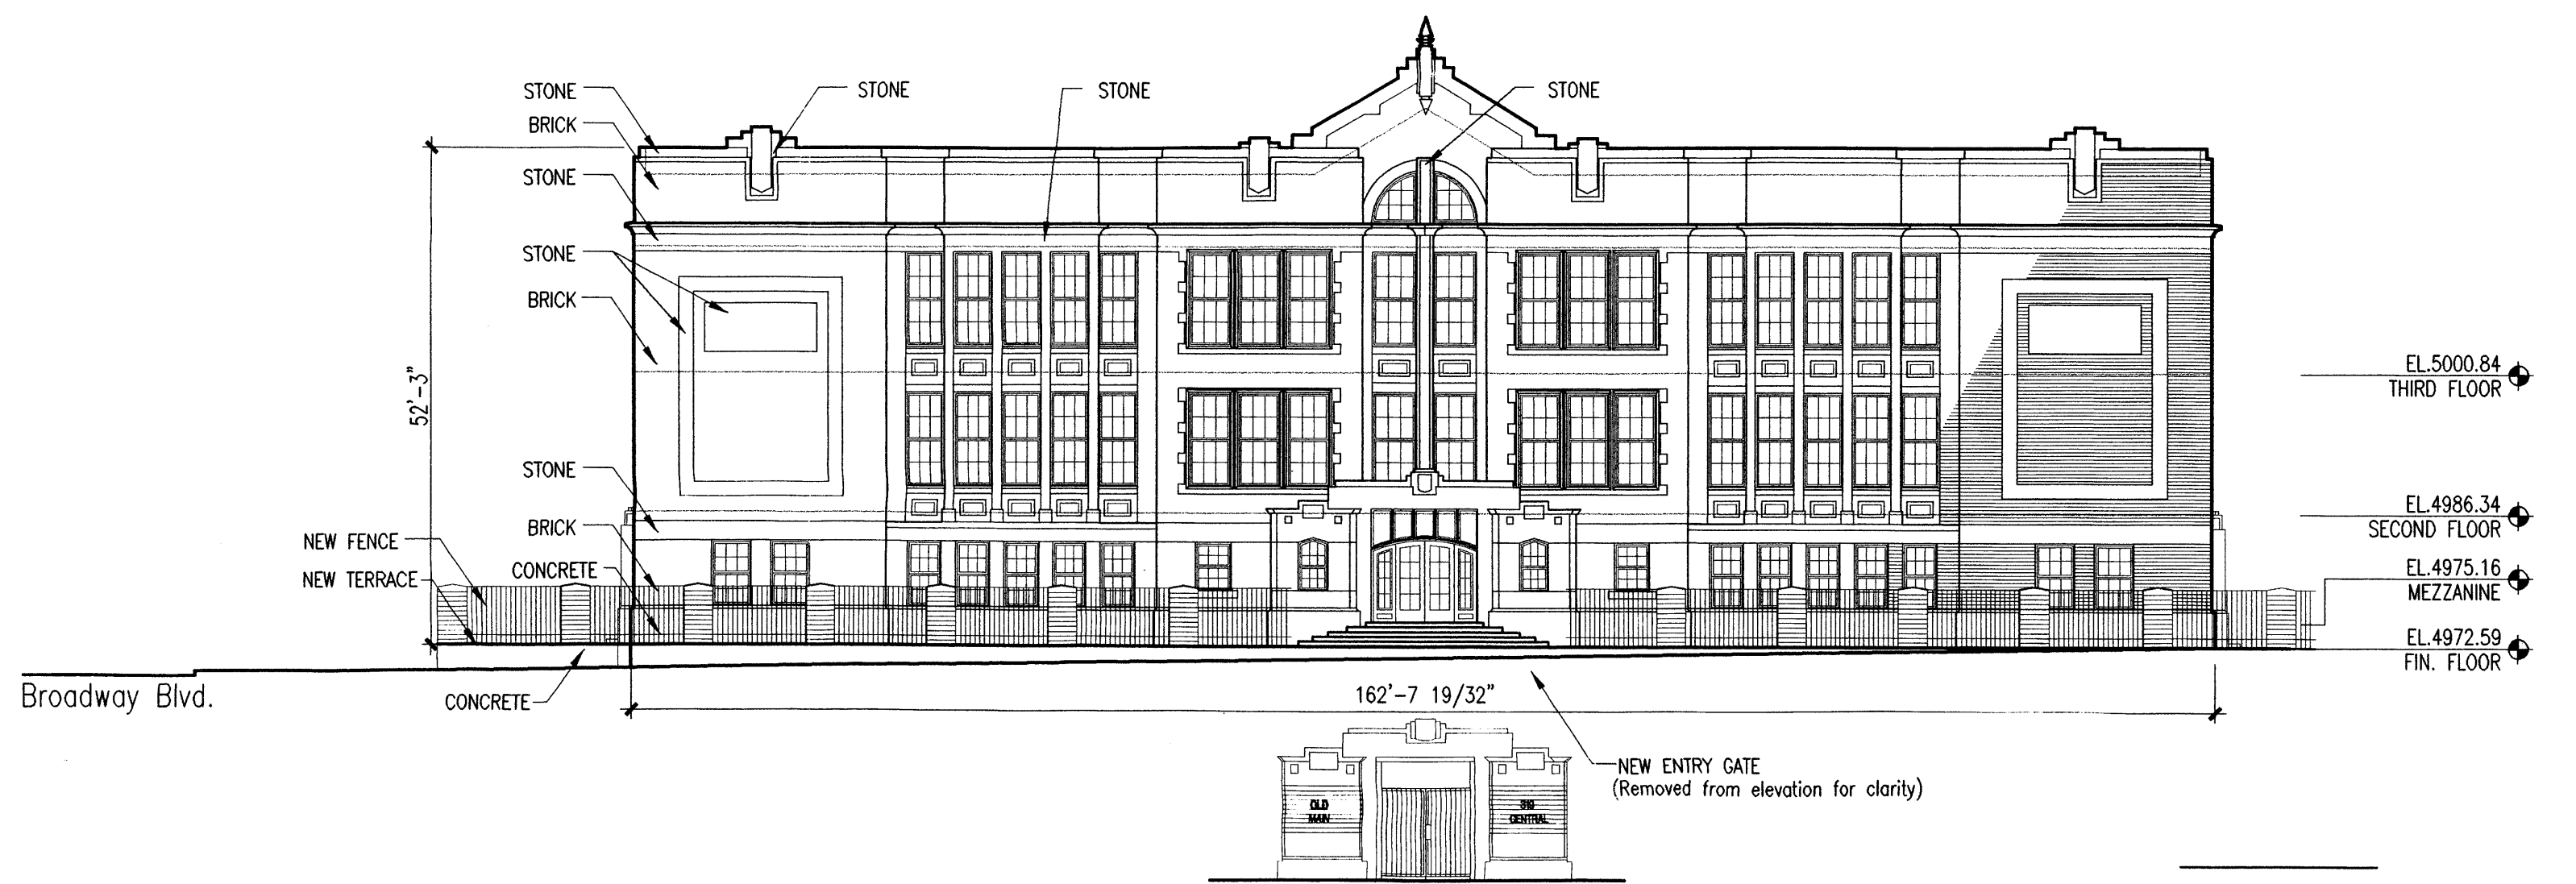 STONE
STONE
STONE
STONE
BRICK
STONE
STONE
BRICK
52'-3"
STONE
BRICK
NEW FENCE
CONCRETE
NEW TERRACE
EL.5000.84
THIRD FLOOR
EL.4986.34
SECOND FLOOR
EL.4975.16
MEZZANINE
EL.4972.59
FIN. FLOOR
Broadway Blvd.
CONCRETE
162'-7 19/32"
NEW ENTRY GATE
(Removed from elevation for clarity)
OLD
MAIN
319
CENTRAL